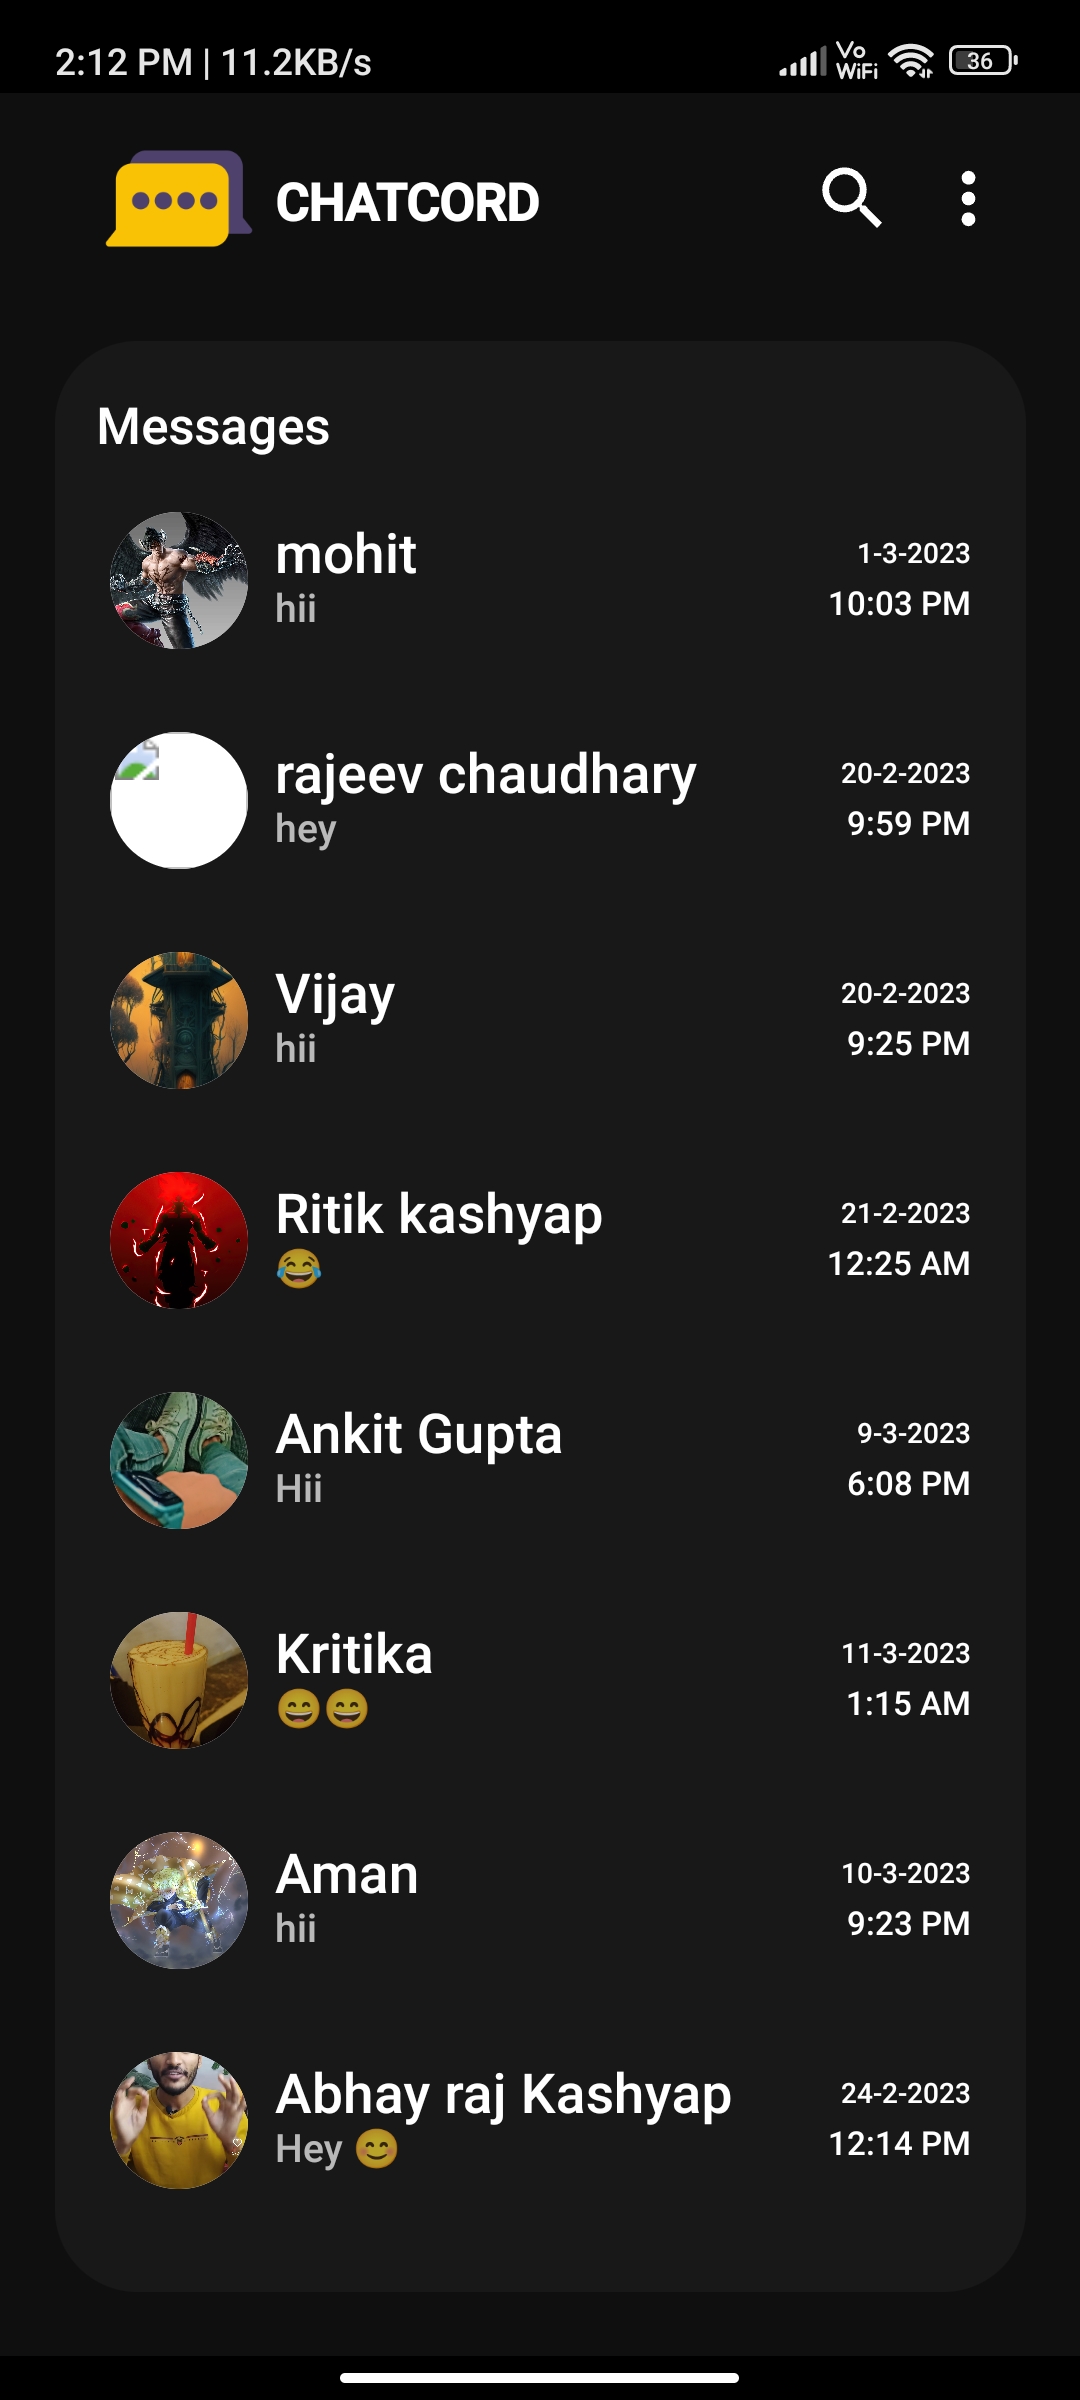 2:12 PM | 11.2KB/s
Vo
WiFi
36
CHATCORD
Messages
mohit
1-3-2023
hii
10:03 PM
rajeev chaudhary
20-2-2023
hey
9:59 PM
Vijay
20-2-2023
hii
9:25 PM
Ritik kashyap
21-2-2023
😂
12:25 AM
Ankit Gupta
9-3-2023
Hii
6:08 PM
Kritika
11-3-2023
😄😄
1:15 AM
Aman
10-3-2023
hii
9:23 PM
Abhay raj Kashyap
24-2-2023
Hey 😊
12:14 PM